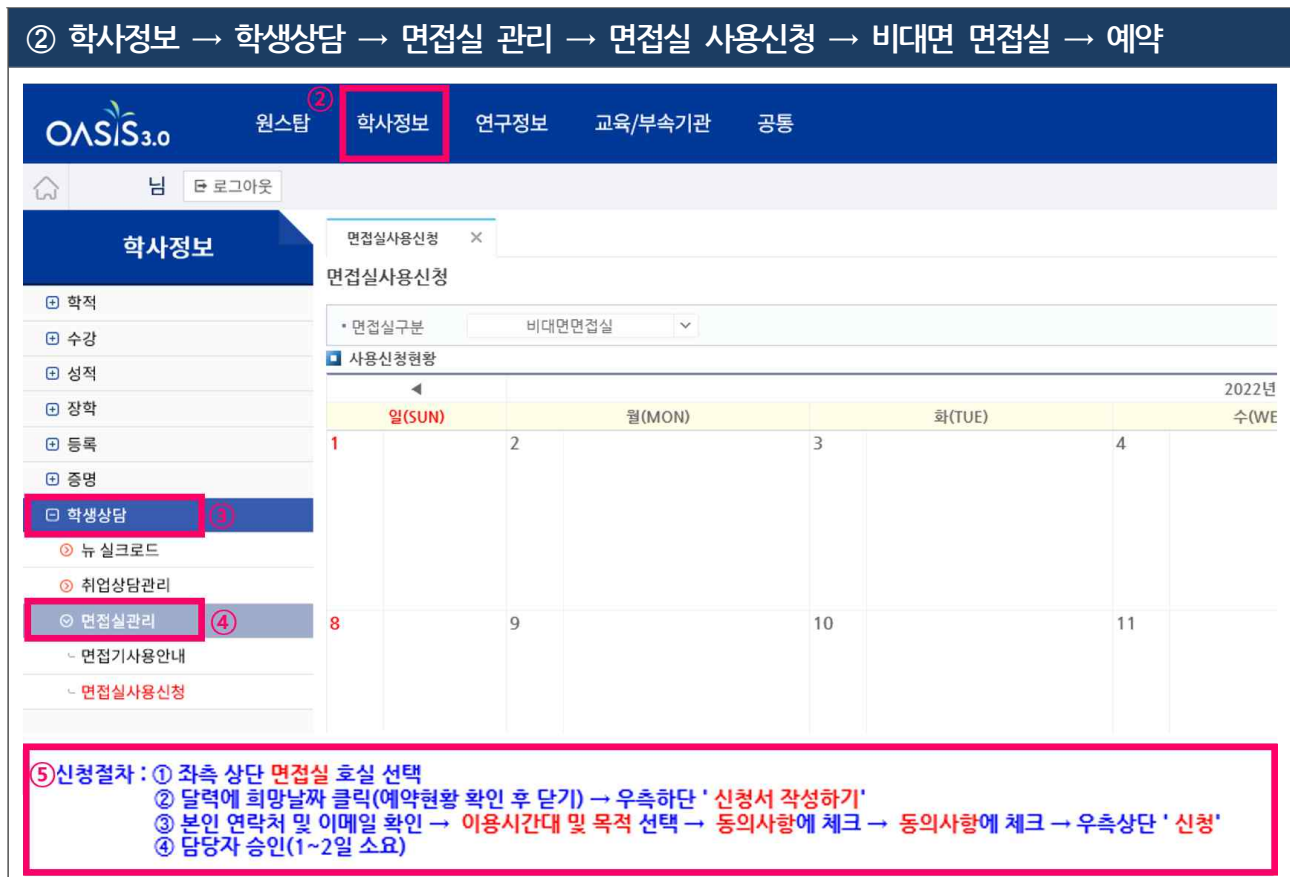 ② 학사정보 → 학생상담 → 면접실 관리 → 면접실 사용신청 → 비대면 면접실 → 예약
OASIS3.0 원스탑 ② 학사정보 연구정보 교육/부속기관 공통
님 로그아웃
학사정보
학적
수강
성적
장학
등록
증명
학생상담 ③
뉴 실크로드
취업상담관리
면접실관리 ④
면접기사용안내
면접실사용신청
면접실사용신청 ×
면접실사용신청
• 면접실구분 비대면면접실
사용신청현황
◀ 2022년
일(SUN) 월(MON) 화(TUE) 수(WE
1 2 3 4
8 9 10 11
⑤신청절차 : ① 좌측 상단 면접실 호실 선택
② 달력에 희망날짜 클릭(예약현황 확인 후 닫기) → 우측하단 ' 신청서 작성하기'
③ 본인 연락처 및 이메일 확인 → 이용시간대 및 목적 선택 → 동의사항에 체크 → 동의사항에 체크 → 우측상단 ' 신청'
④ 담당자 승인(1~2일 소요)